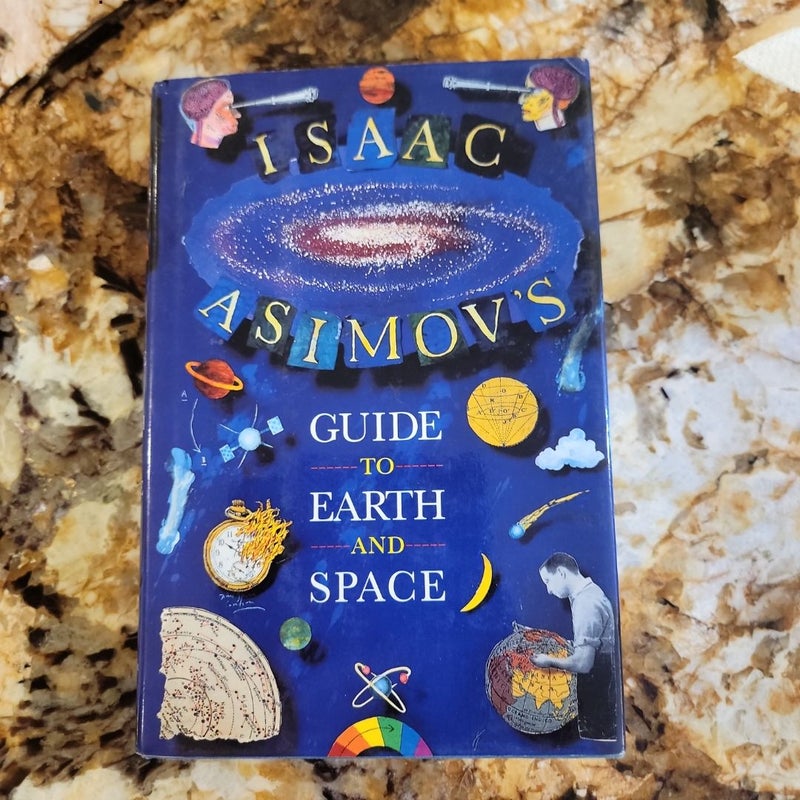 ISAAC
ASIMOV'S
GUIDE
TO
EARTH
AND
SPACE